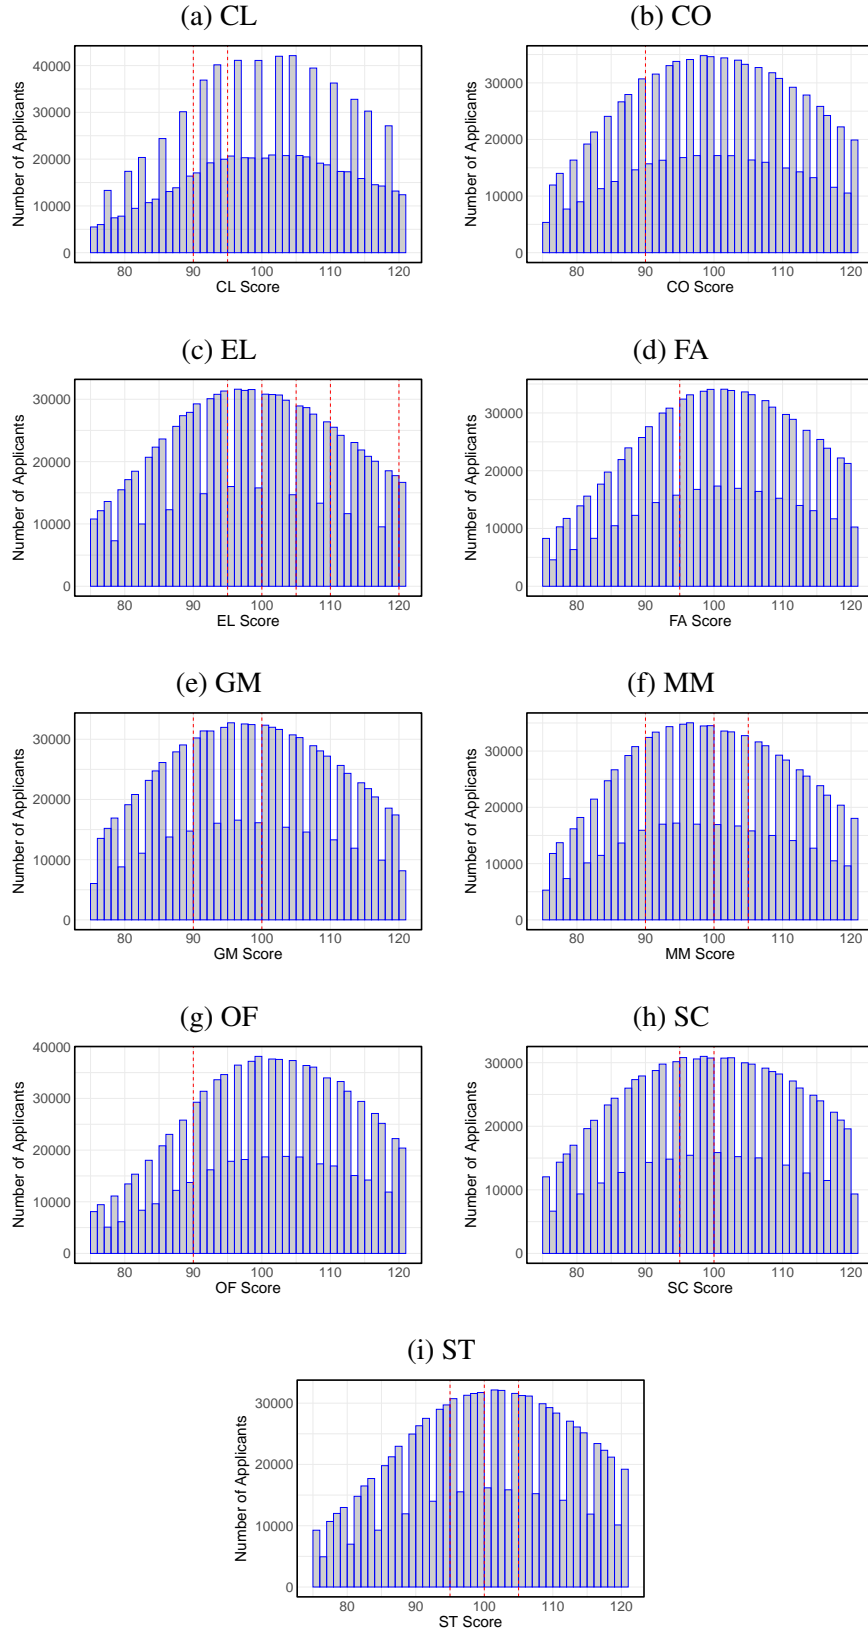 (a) CL
Number of Applicants
40000
30000
20000
10000
0
80 90 100 110 120
CL Score
(b) CO
Number of Applicants
30000
20000
10000
0
80 90 100 110 120
CO Score
(c) EL
Number of Applicants
30000
20000
10000
0
80 90 100 110 120
EL Score
(d) FA
Number of Applicants
30000
20000
10000
0
80 90 100 110 120
FA Score
(e) GM
Number of Applicants
30000
20000
10000
0
80 90 100 110 120
GM Score
(f) MM
Number of Applicants
30000
20000
10000
0
80 90 100 110 120
MM Score
(g) OF
Number of Applicants
40000
30000
20000
10000
0
80 90 100 110 120
OF Score
(h) SC
Number of Applicants
30000
20000
10000
0
80 90 100 110 120
SC Score
(i) ST
Number of Applicants
30000
20000
10000
0
80 90 100 110 120
ST Score